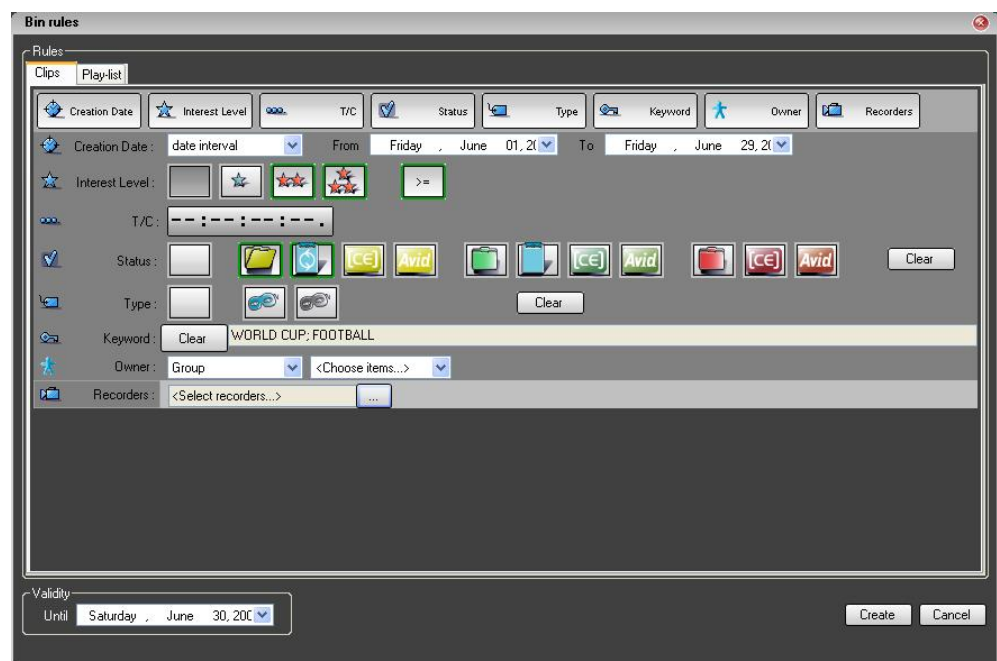 Bin rules
Rules
Clips Play-list
Creation Date Interest Level T/C Status Type Keyword Owner Recorders
Creation Date : date interval From Friday , June 01, 2( To Friday , June 29, 2(
Interest Level : >=
T/C : --:--:--:--.
Status : [CE] Avid [CE] Avid [CE] Avid Clear
Type : Clear
Keyword : Clear WORLD CUP; FOOTBALL
Owner : Group <Choose items...>
Recorders : <Select recorders...> ...
Validity
Until Saturday , June 30, 200
Create Cancel